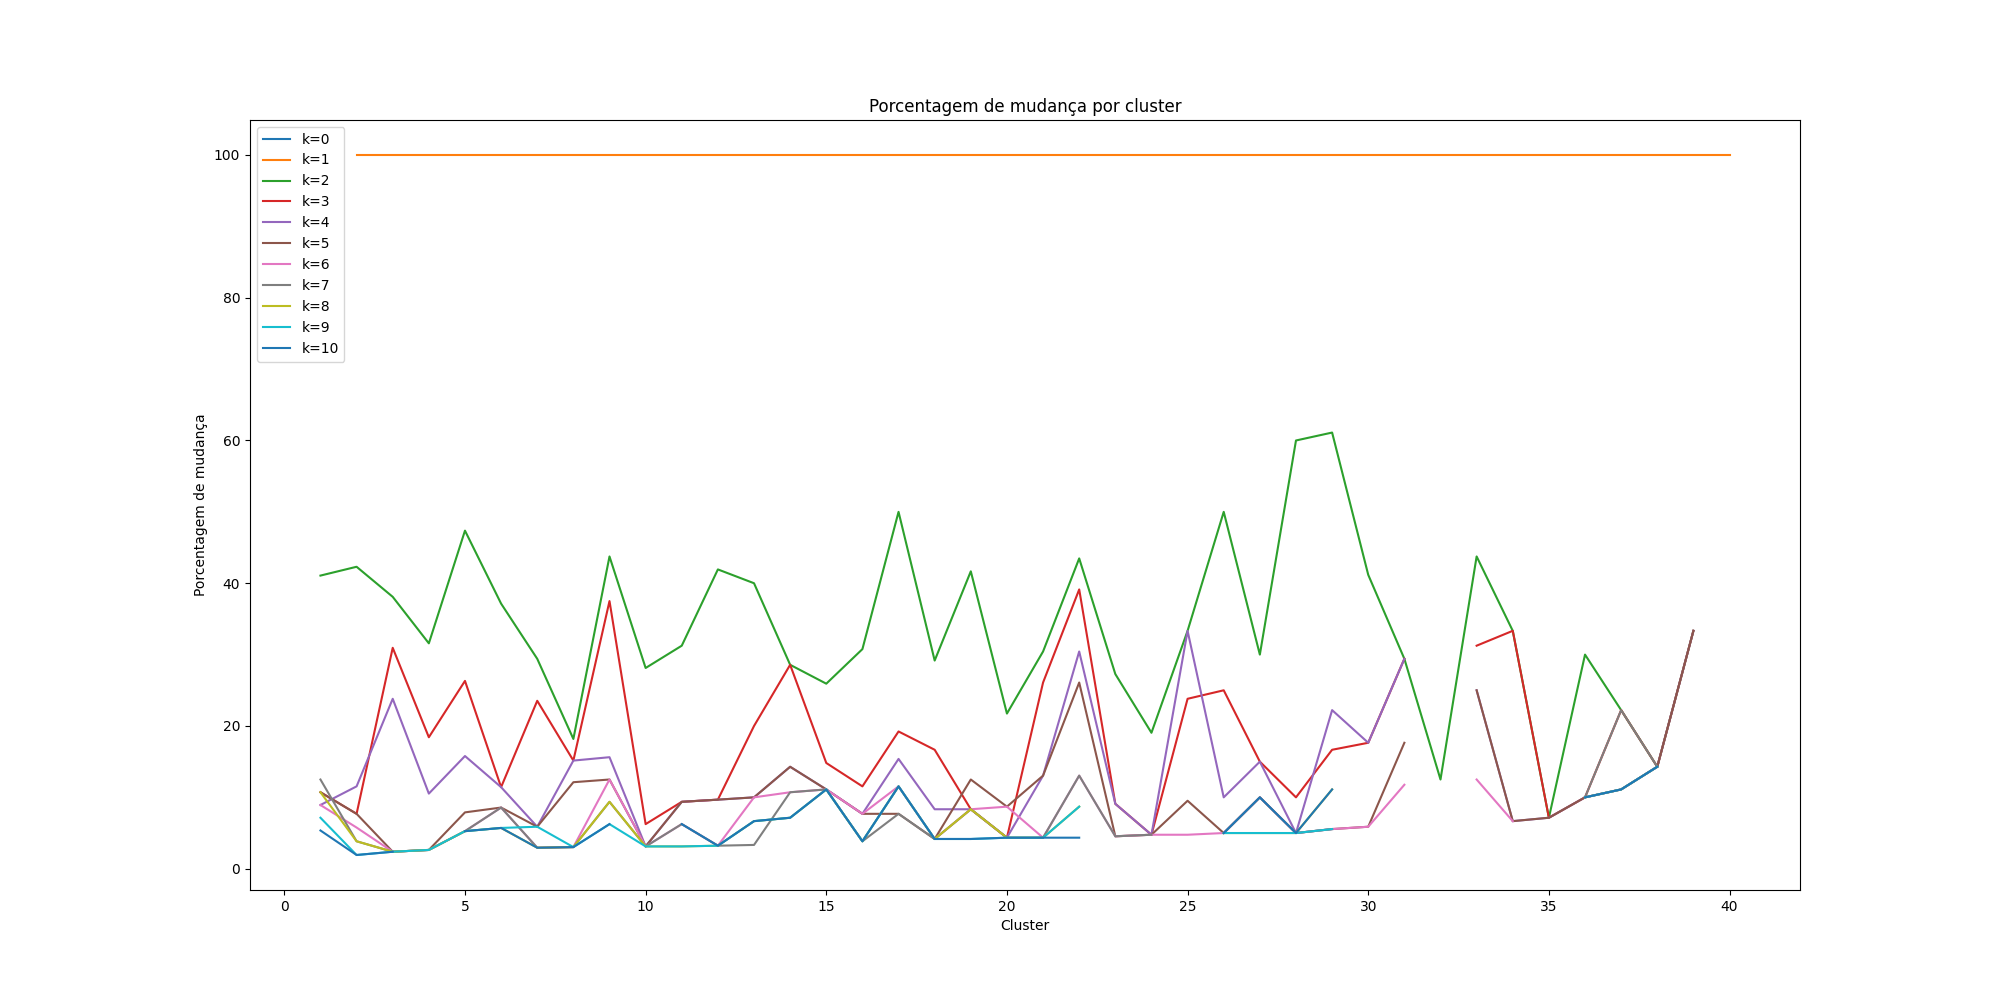 Porcentagem de mudança por cluster
k=0
k=1
k=2
k=3
k=4
k=5
k=6
k=7
k=8
k=9
k=10
100
80
60
40
20
0
Porcentagem de mudança
0 5 10 15 20 25 30 35 40
Cluster